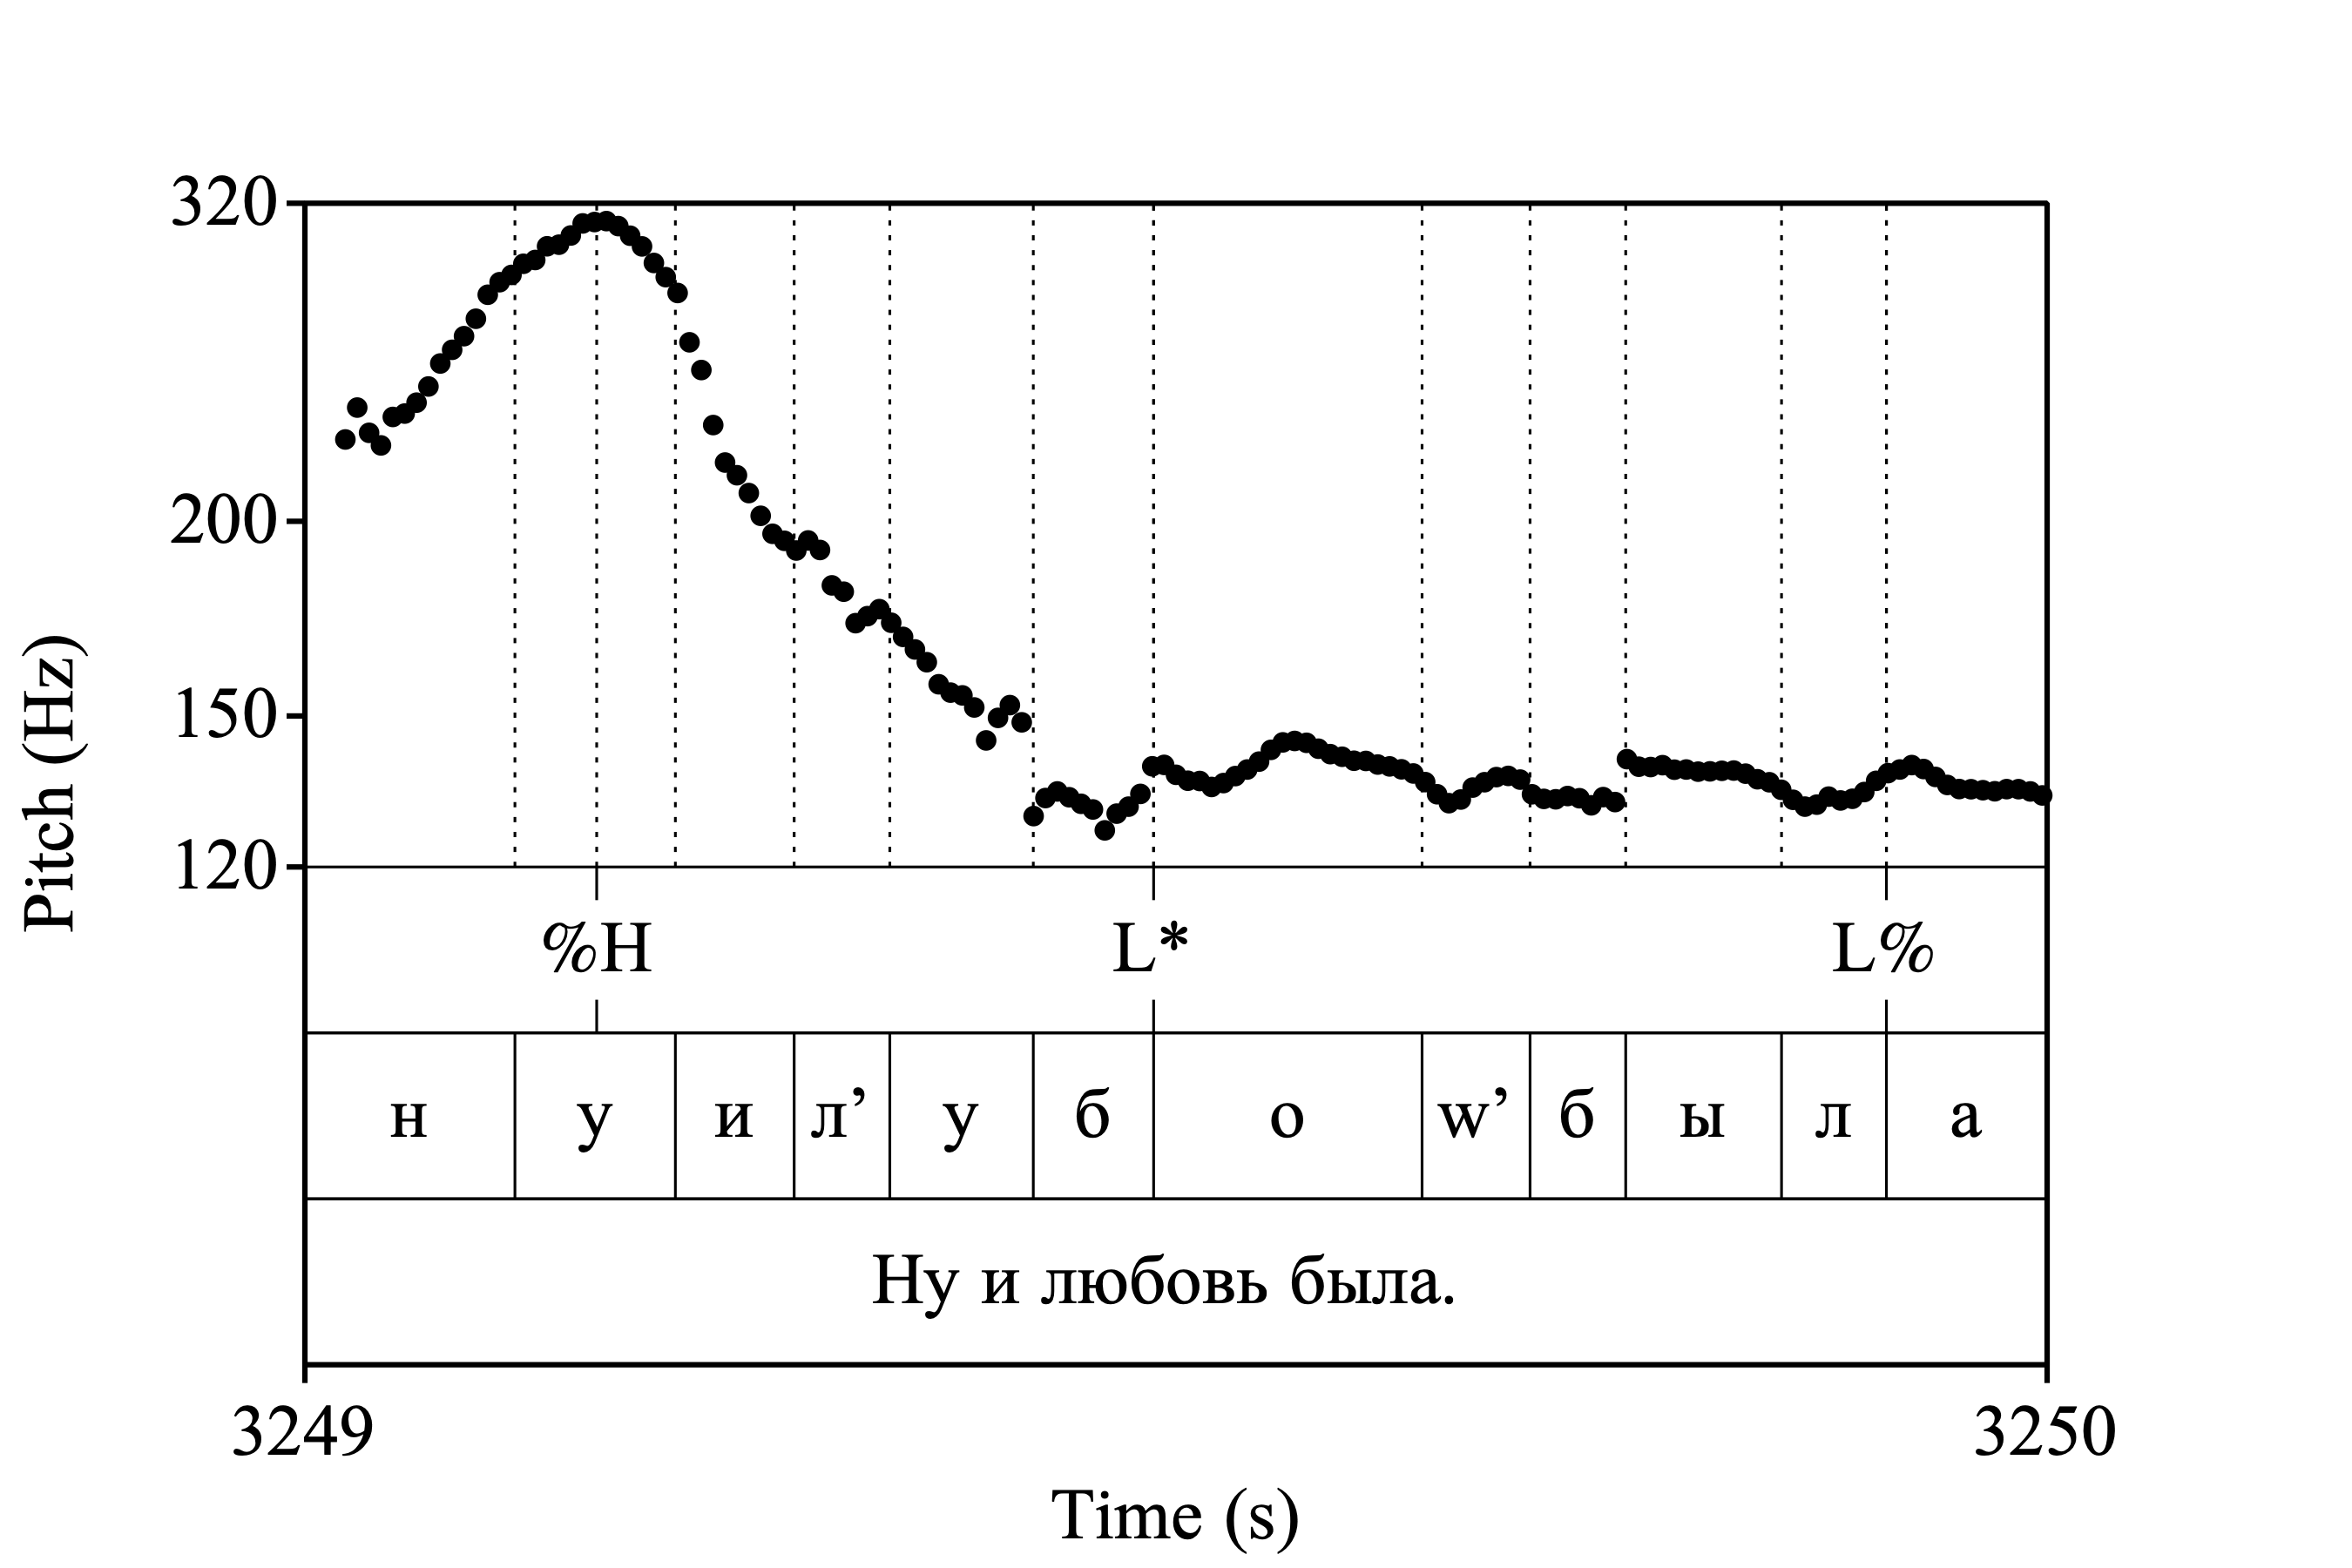 320
200
150
120
Pitch (Hz)
%H L* L%
н у и л’ у б о w’ б ы л а
Ну и любовь была.
3249 3250
Time (s)